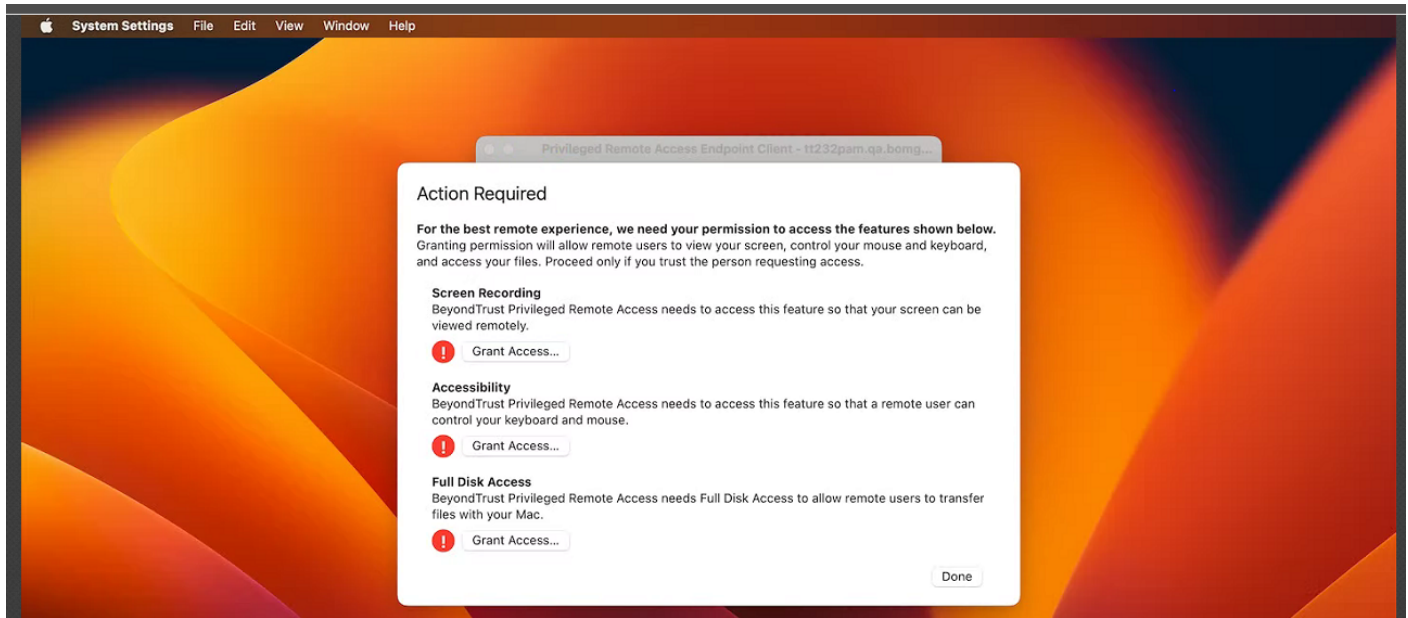 System Settings File Edit View Window Help
Privileged Remote Access Endpoint Client - tt232pam.qa.bomg...
Action Required
For the best remote experience, we need your permission to access the features shown below.
Granting permission will allow remote users to view your screen, control your mouse and keyboard,
and access your files. Proceed only if you trust the person requesting access.
Screen Recording
BeyondTrust Privileged Remote Access needs to access this feature so that your screen can be
viewed remotely.
! Grant Access...
Accessibility
BeyondTrust Privileged Remote Access needs to access this feature so that a remote user can
control your keyboard and mouse.
! Grant Access...
Full Disk Access
BeyondTrust Privileged Remote Access needs Full Disk Access to allow remote users to transfer
files with your Mac.
! Grant Access...
Done